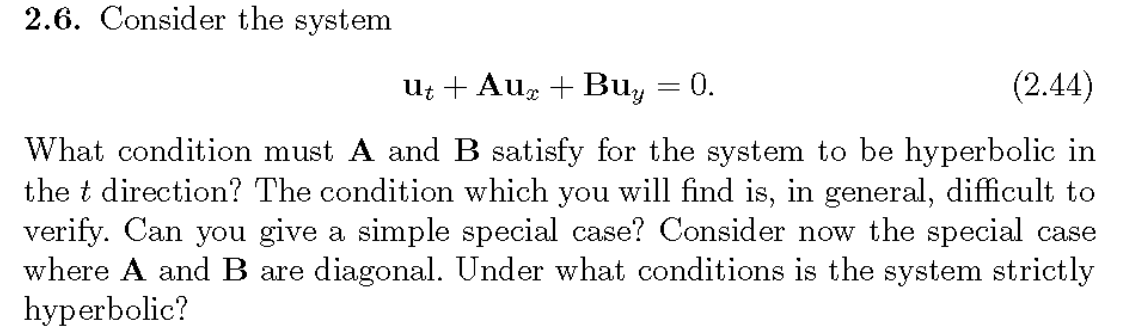 2.6. Consider the system
u_t + Au_x + Bu_y = 0. (2.44)
What condition must A and B satisfy for the system to be hyperbolic in
the t direction? The condition which you will find is, in general, difficult to
verify. Can you give a simple special case? Consider now the special case
where A and B are diagonal. Under what conditions is the system strictly
hyperbolic?